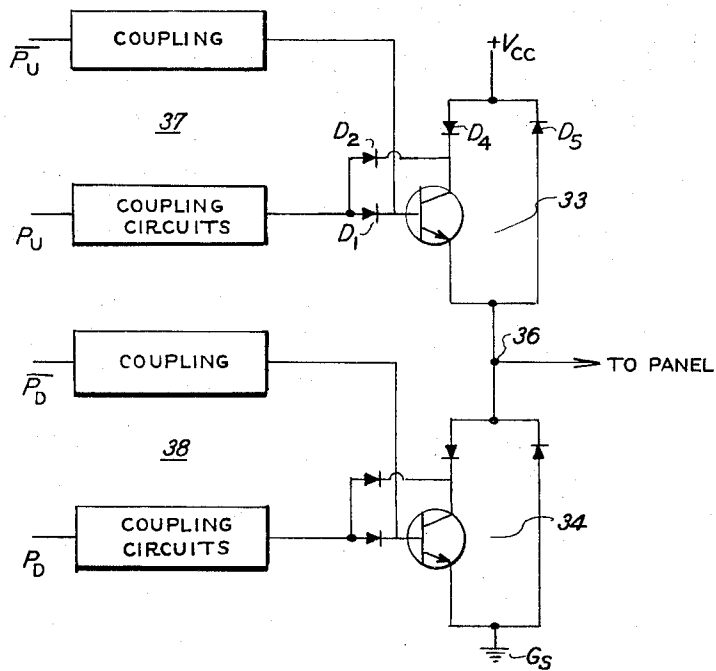 P̅U̅
COUPLING
+VCC
37
D2
D4
D5
PU
COUPLING
CIRCUITS
D1
33
P̅D̅
COUPLING
36
TO PANEL
38
PD
COUPLING
CIRCUITS
34
GS